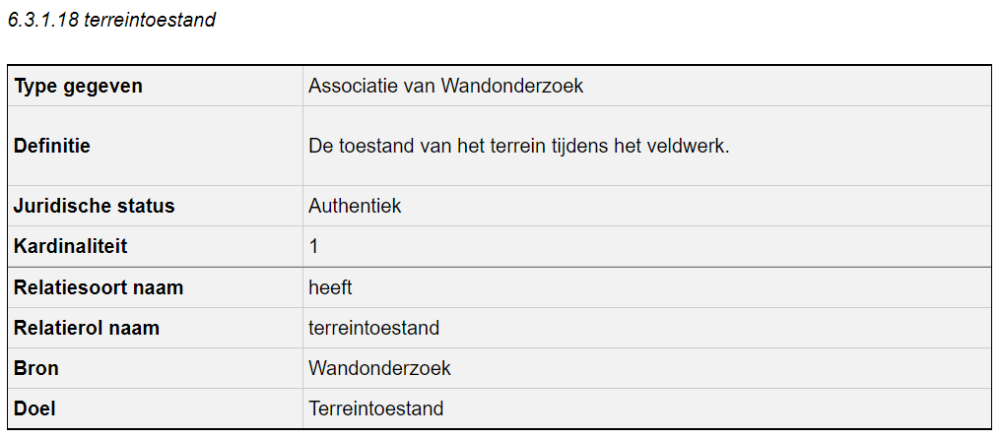 6.3.1.18 terreintoestand
Type gegeven Associatie van Wandonderzoek
Definitie De toestand van het terrein tijdens het veldwerk.
Juridische status Authentiek
Kardinaliteit 1
Relatiesoort naam heeft
Relatierol naam terreintoestand
Bron Wandonderzoek
Doel Terreintoestand